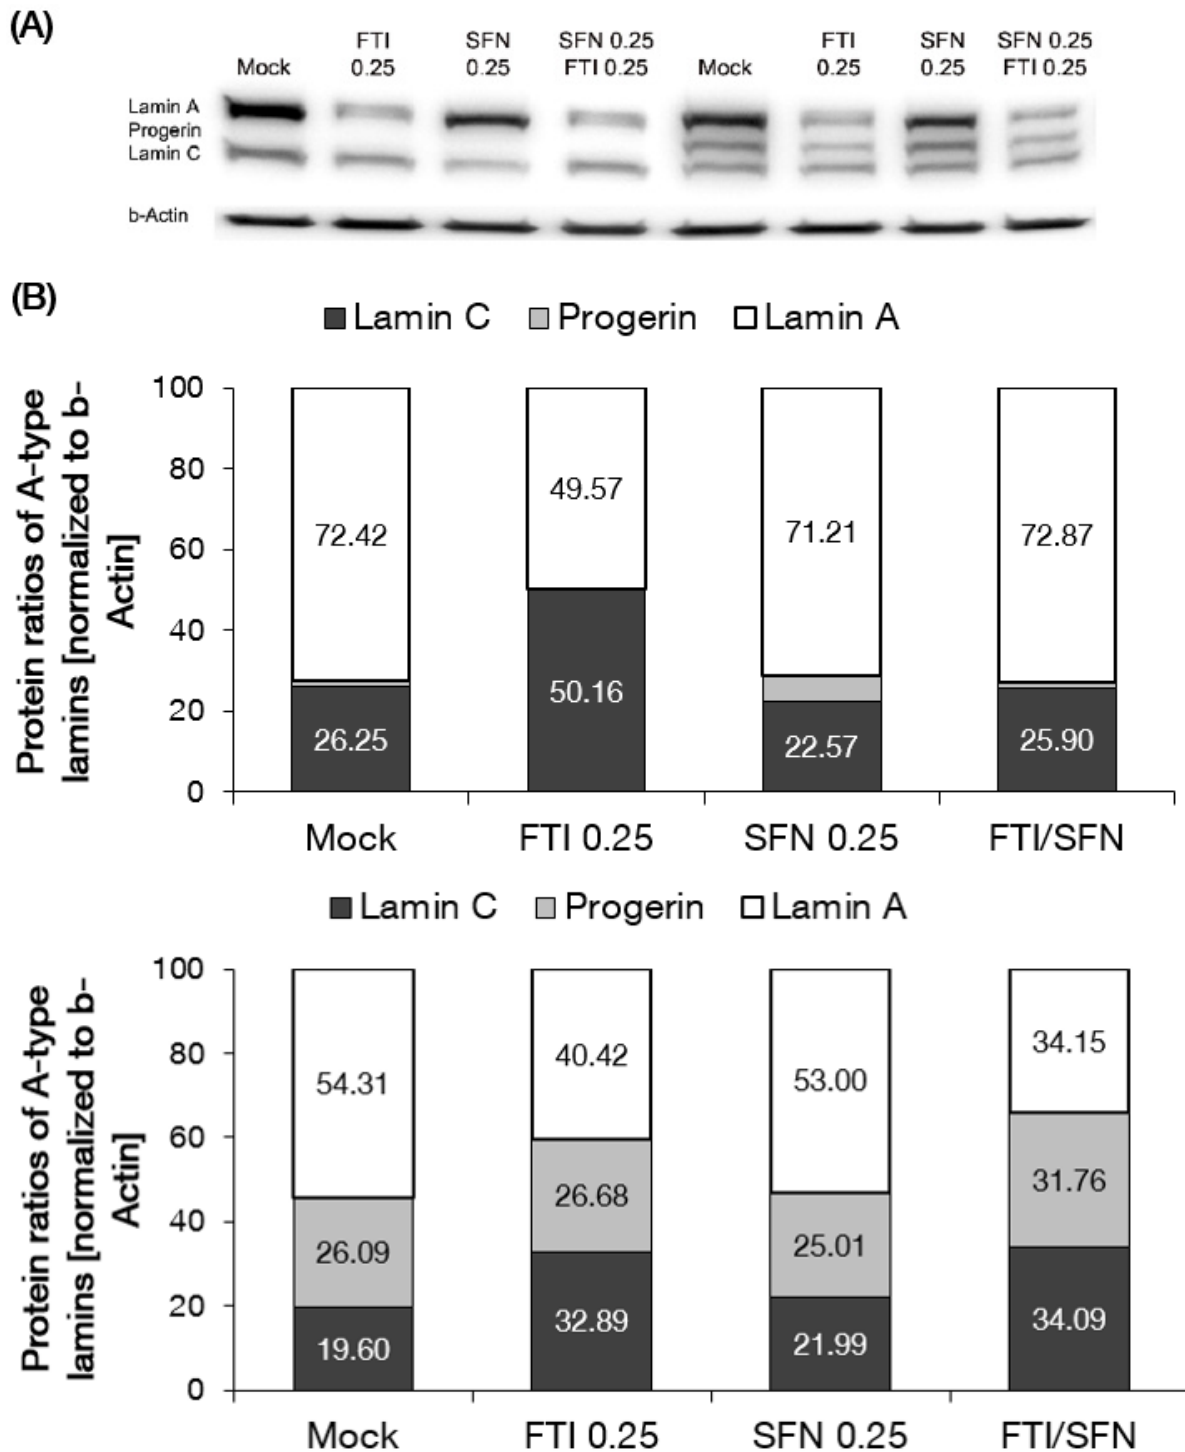 (A)
FTI SFN SFN 0.25 FTI SFN SFN 0.25
Mock 0.25 0.25 FTI 0.25 Mock 0.25 0.25 FTI 0.25
Lamin A
Progerin
Lamin C
b-Actin
(B)
Lamin C Progerin Lamin A
Protein ratios of A-type
lamins [normalized to b-
Actin]
100
80
60
40
20
0
72.42 49.57 71.21 72.87
26.25 50.16 22.57 25.90
Mock FTI 0.25 SFN 0.25 FTI/SFN
Lamin C Progerin Lamin A
Protein ratios of A-type
lamins [normalized to b-
Actin]
100
80
60
40
20
0
54.31 40.42 53.00 34.15
26.09 26.68 25.01 31.76
19.60 32.89 21.99 34.09
Mock FTI 0.25 SFN 0.25 FTI/SFN